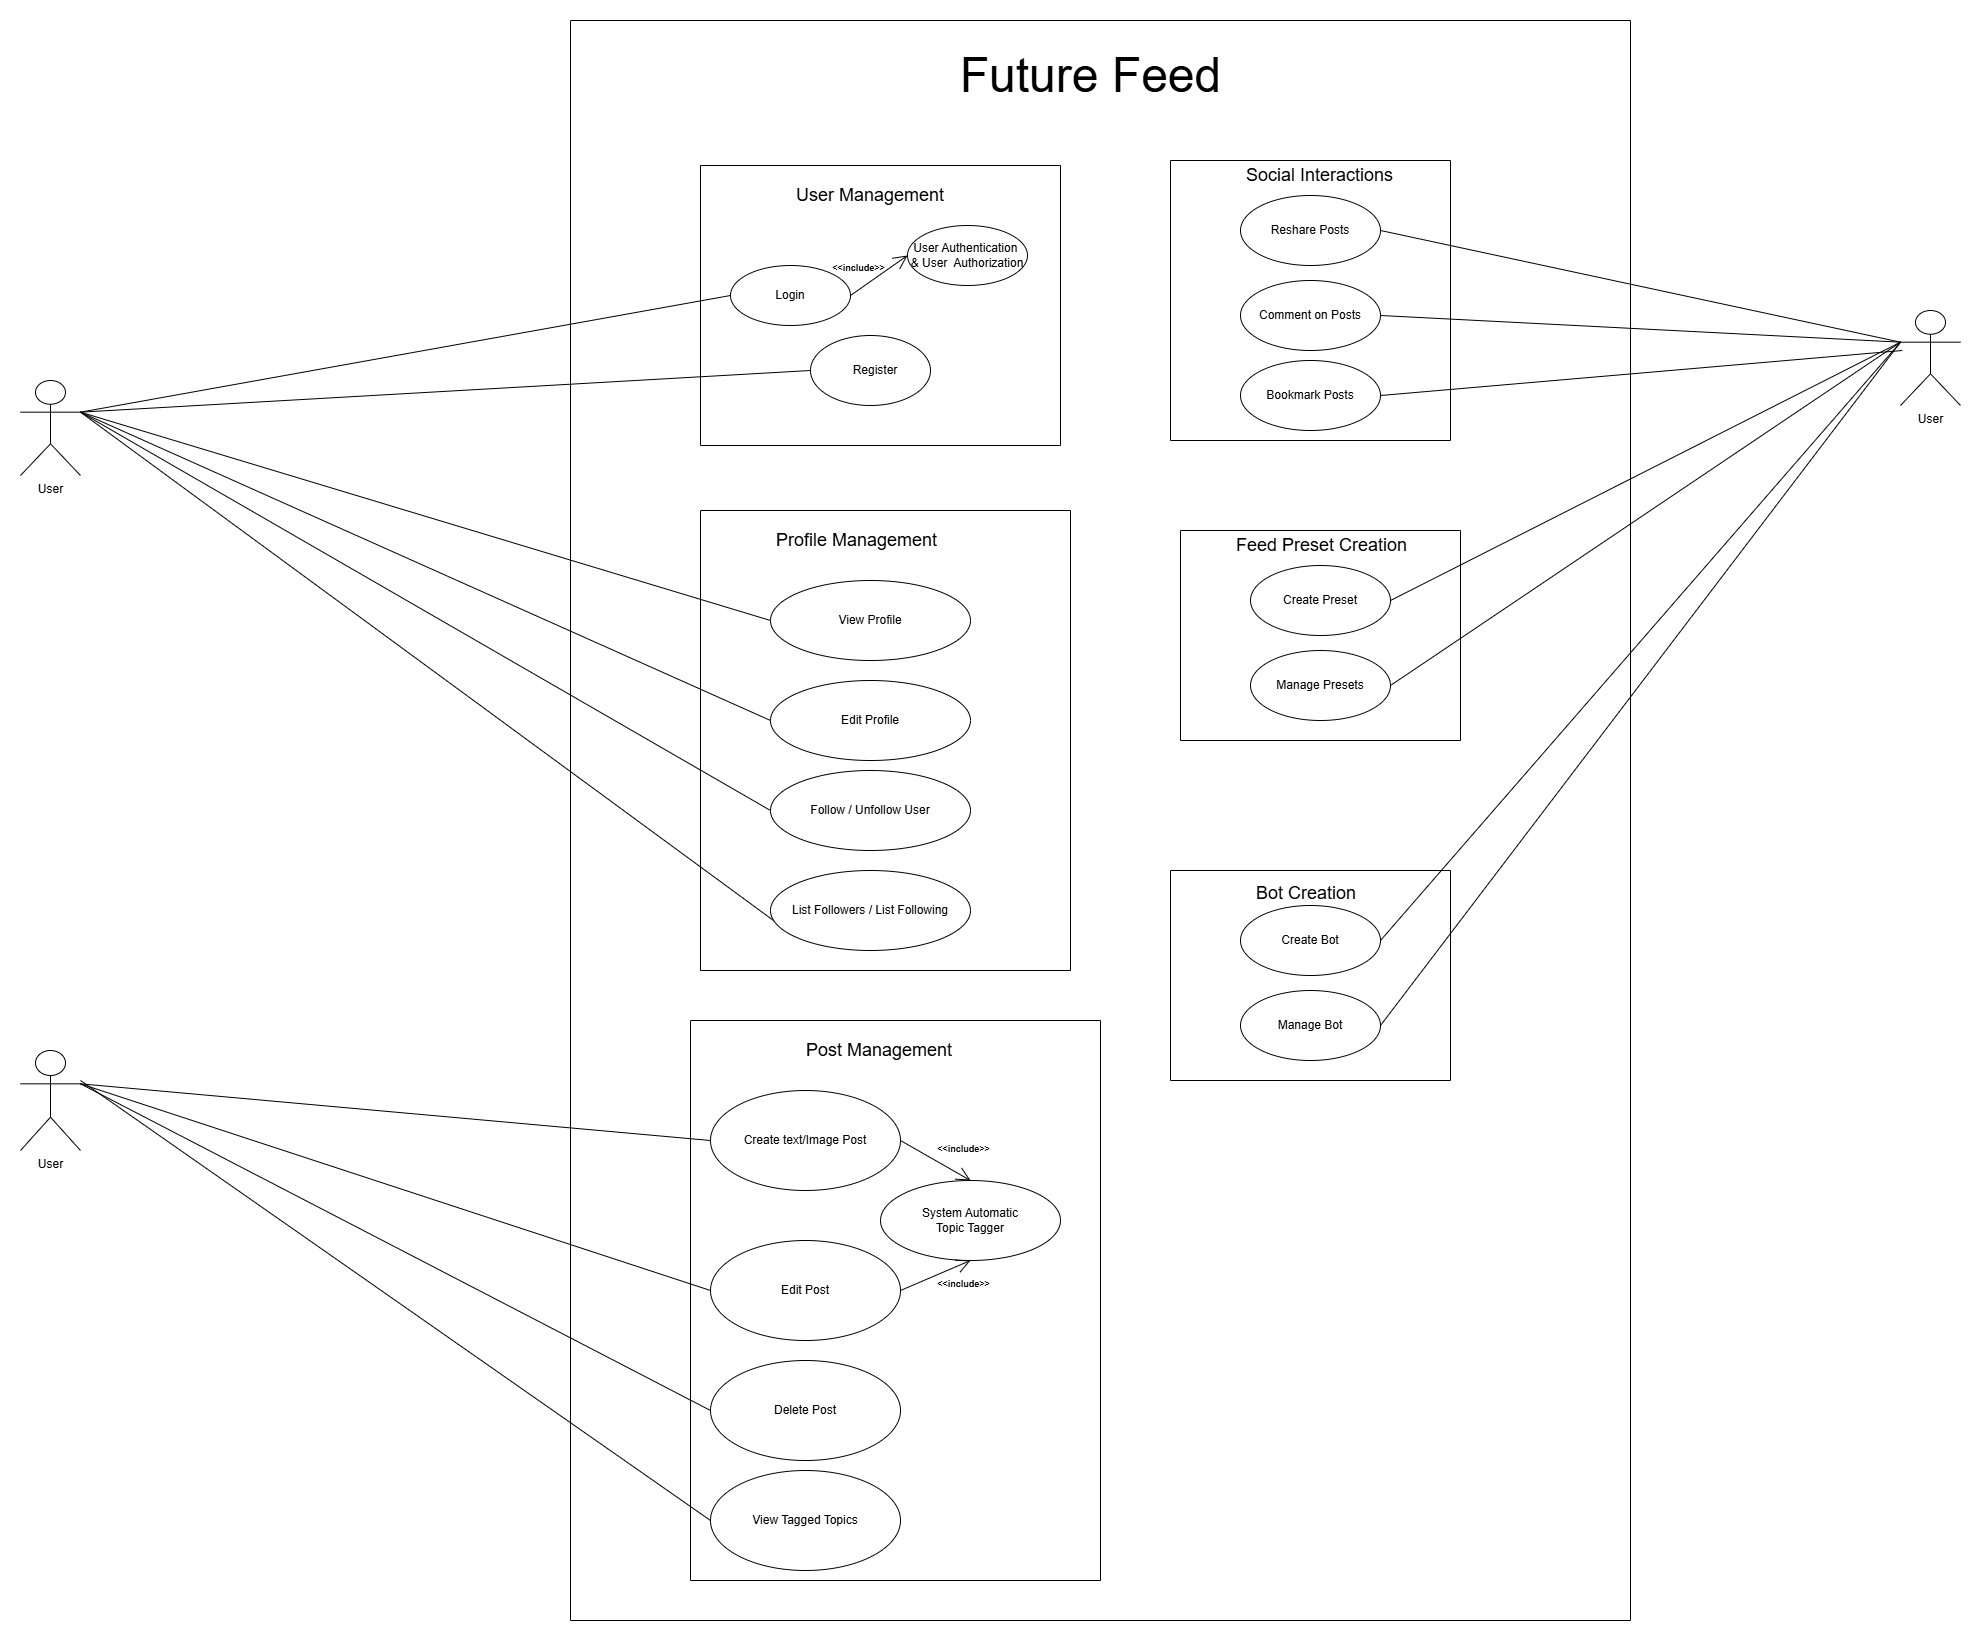 Future Feed
User Management
User Authentication
& User  Authorization
<<include>>
Login
Register
User
Profile Management
View Profile
Edit Profile
Follow / Unfollow User
List Followers / List Following
Post Management
Create text/Image Post
<<include>>
System Automatic
Topic Tagger
Edit Post
<<include>>
Delete Post
View Tagged Topics
User
Social Interactions
Reshare Posts
Comment on Posts
Bookmark Posts
User
Feed Preset Creation
Create Preset
Manage Presets
Bot Creation
Create Bot
Manage Bot